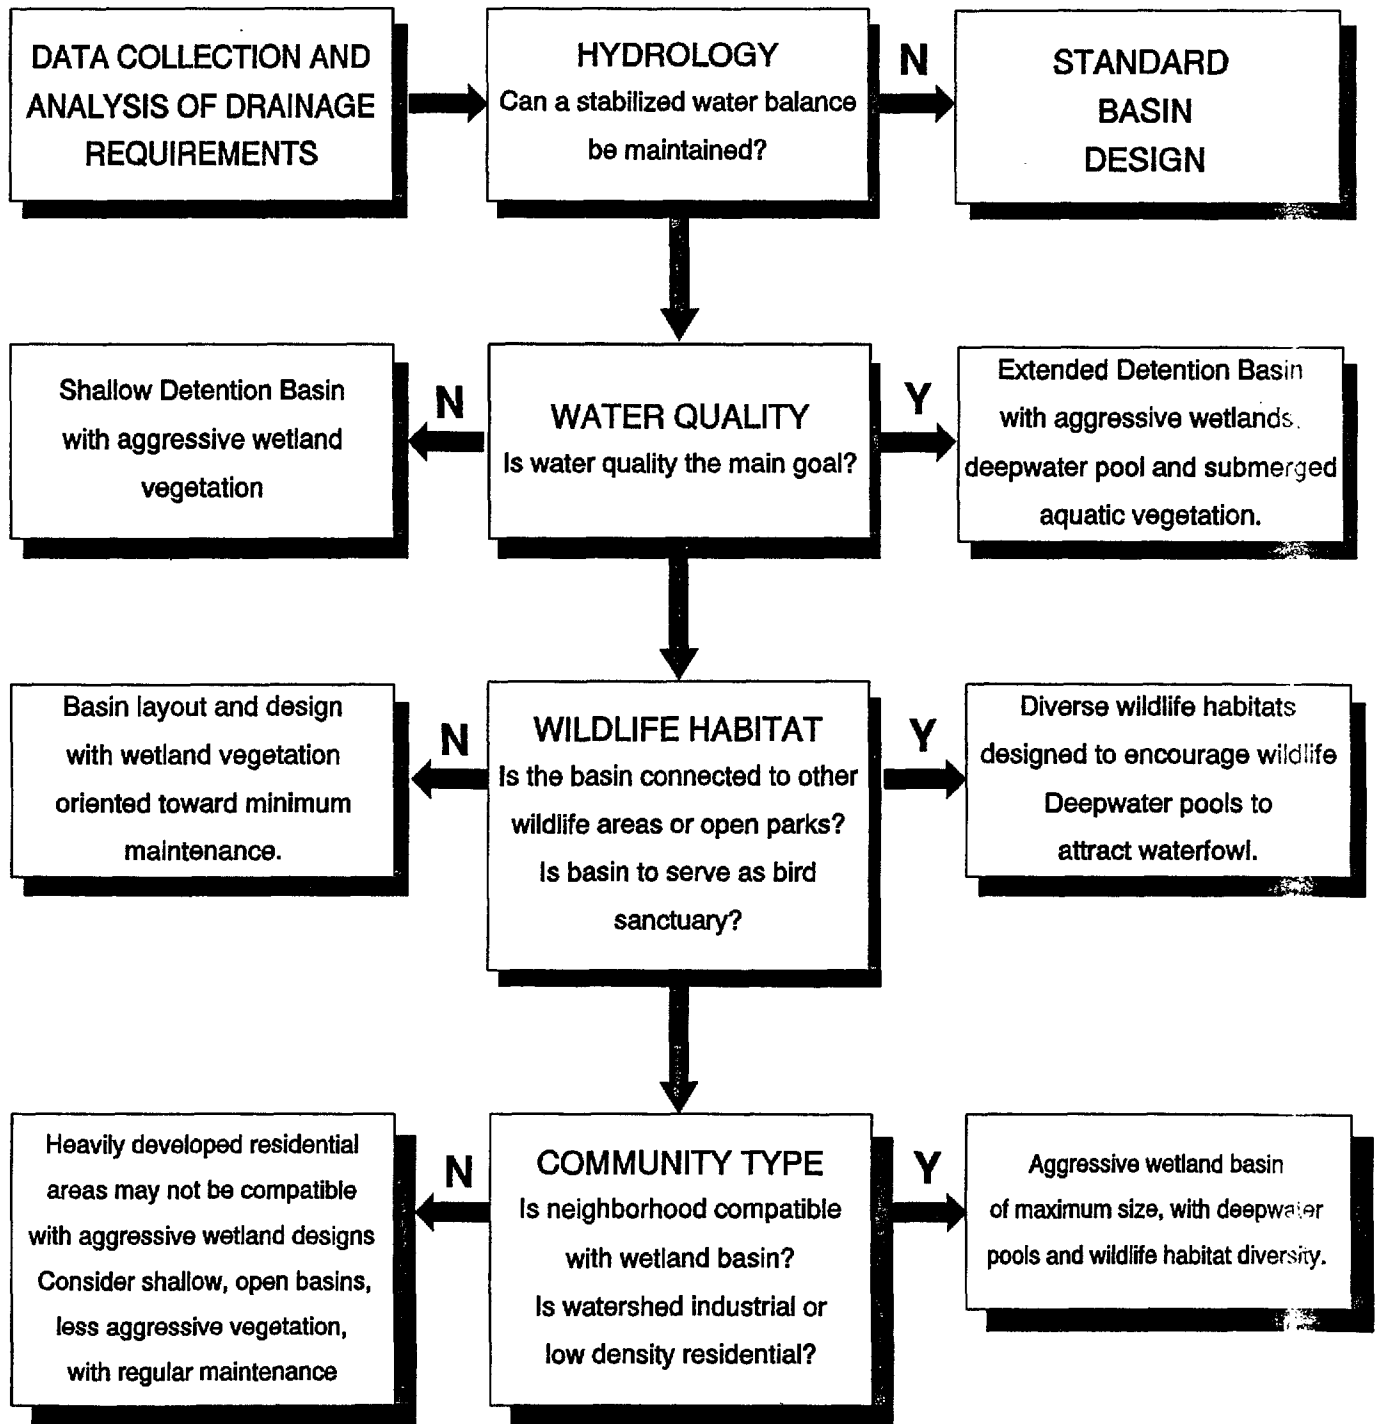 DATA COLLECTION AND
ANALYSIS OF DRAINAGE
REQUIREMENTS
HYDROLOGY
Can a stabilized water balance
be maintained?
N
STANDARD
BASIN
DESIGN
Shallow Detention Basin
with aggressive wetland
vegetation
N
WATER QUALITY
Is water quality the main goal?
Y
Extended Detention Basin
with aggressive wetlands,
deepwater pool and submerged
aquatic vegetation.
Basin layout and design
with wetland vegetation
oriented toward minimum
maintenance.
N
WILDLIFE HABITAT
Is the basin connected to other
wildlife areas or open parks?
Is basin to serve as bird
sanctuary?
Y
Diverse wildlife habitats
designed to encourage wildlife
Deepwater pools to
attract waterfowl.
Heavily developed residential
areas may not be compatible
with aggressive wetland designs
Consider shallow, open basins,
less aggressive vegetation,
with regular maintenance
N
COMMUNITY TYPE
Is neighborhood compatible
with wetland basin?
Is watershed industrial or
low density residential?
Y
Aggressive wetland basin
of maximum size, with deepwater
pools and wildlife habitat diversity.